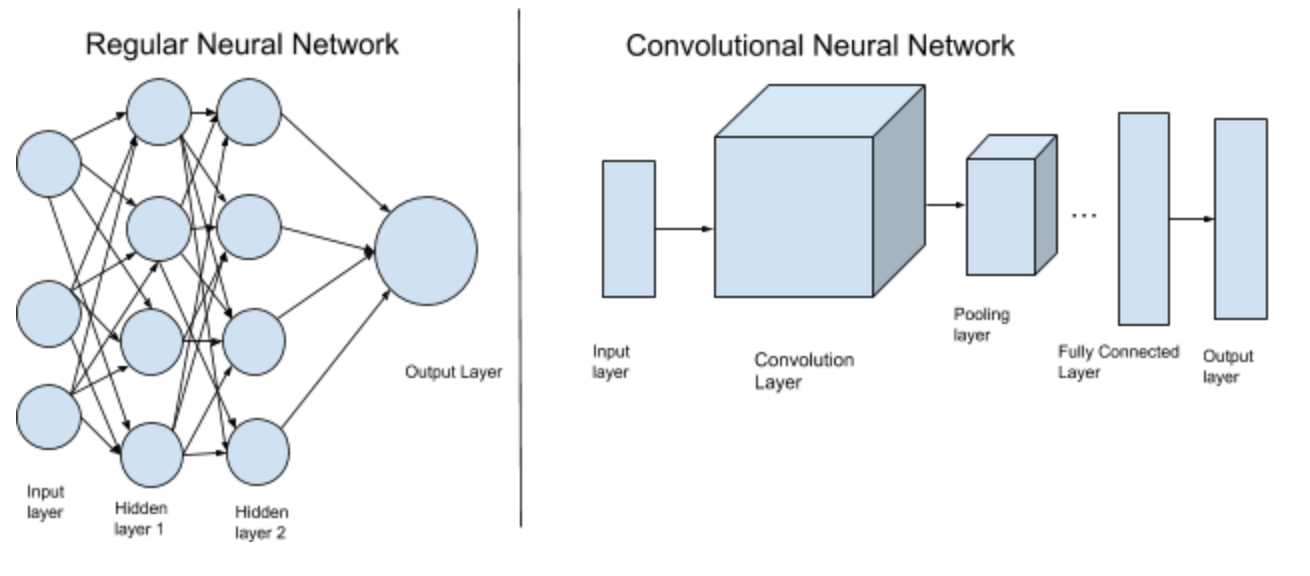 Regular Neural Network
Output Layer
Input
layer
Hidden
layer 1
Hidden
layer 2
Convolutional Neural Network
Input
layer
Convolution
Layer
Pooling
layer
...
Fully Connected
Layer
Output
layer